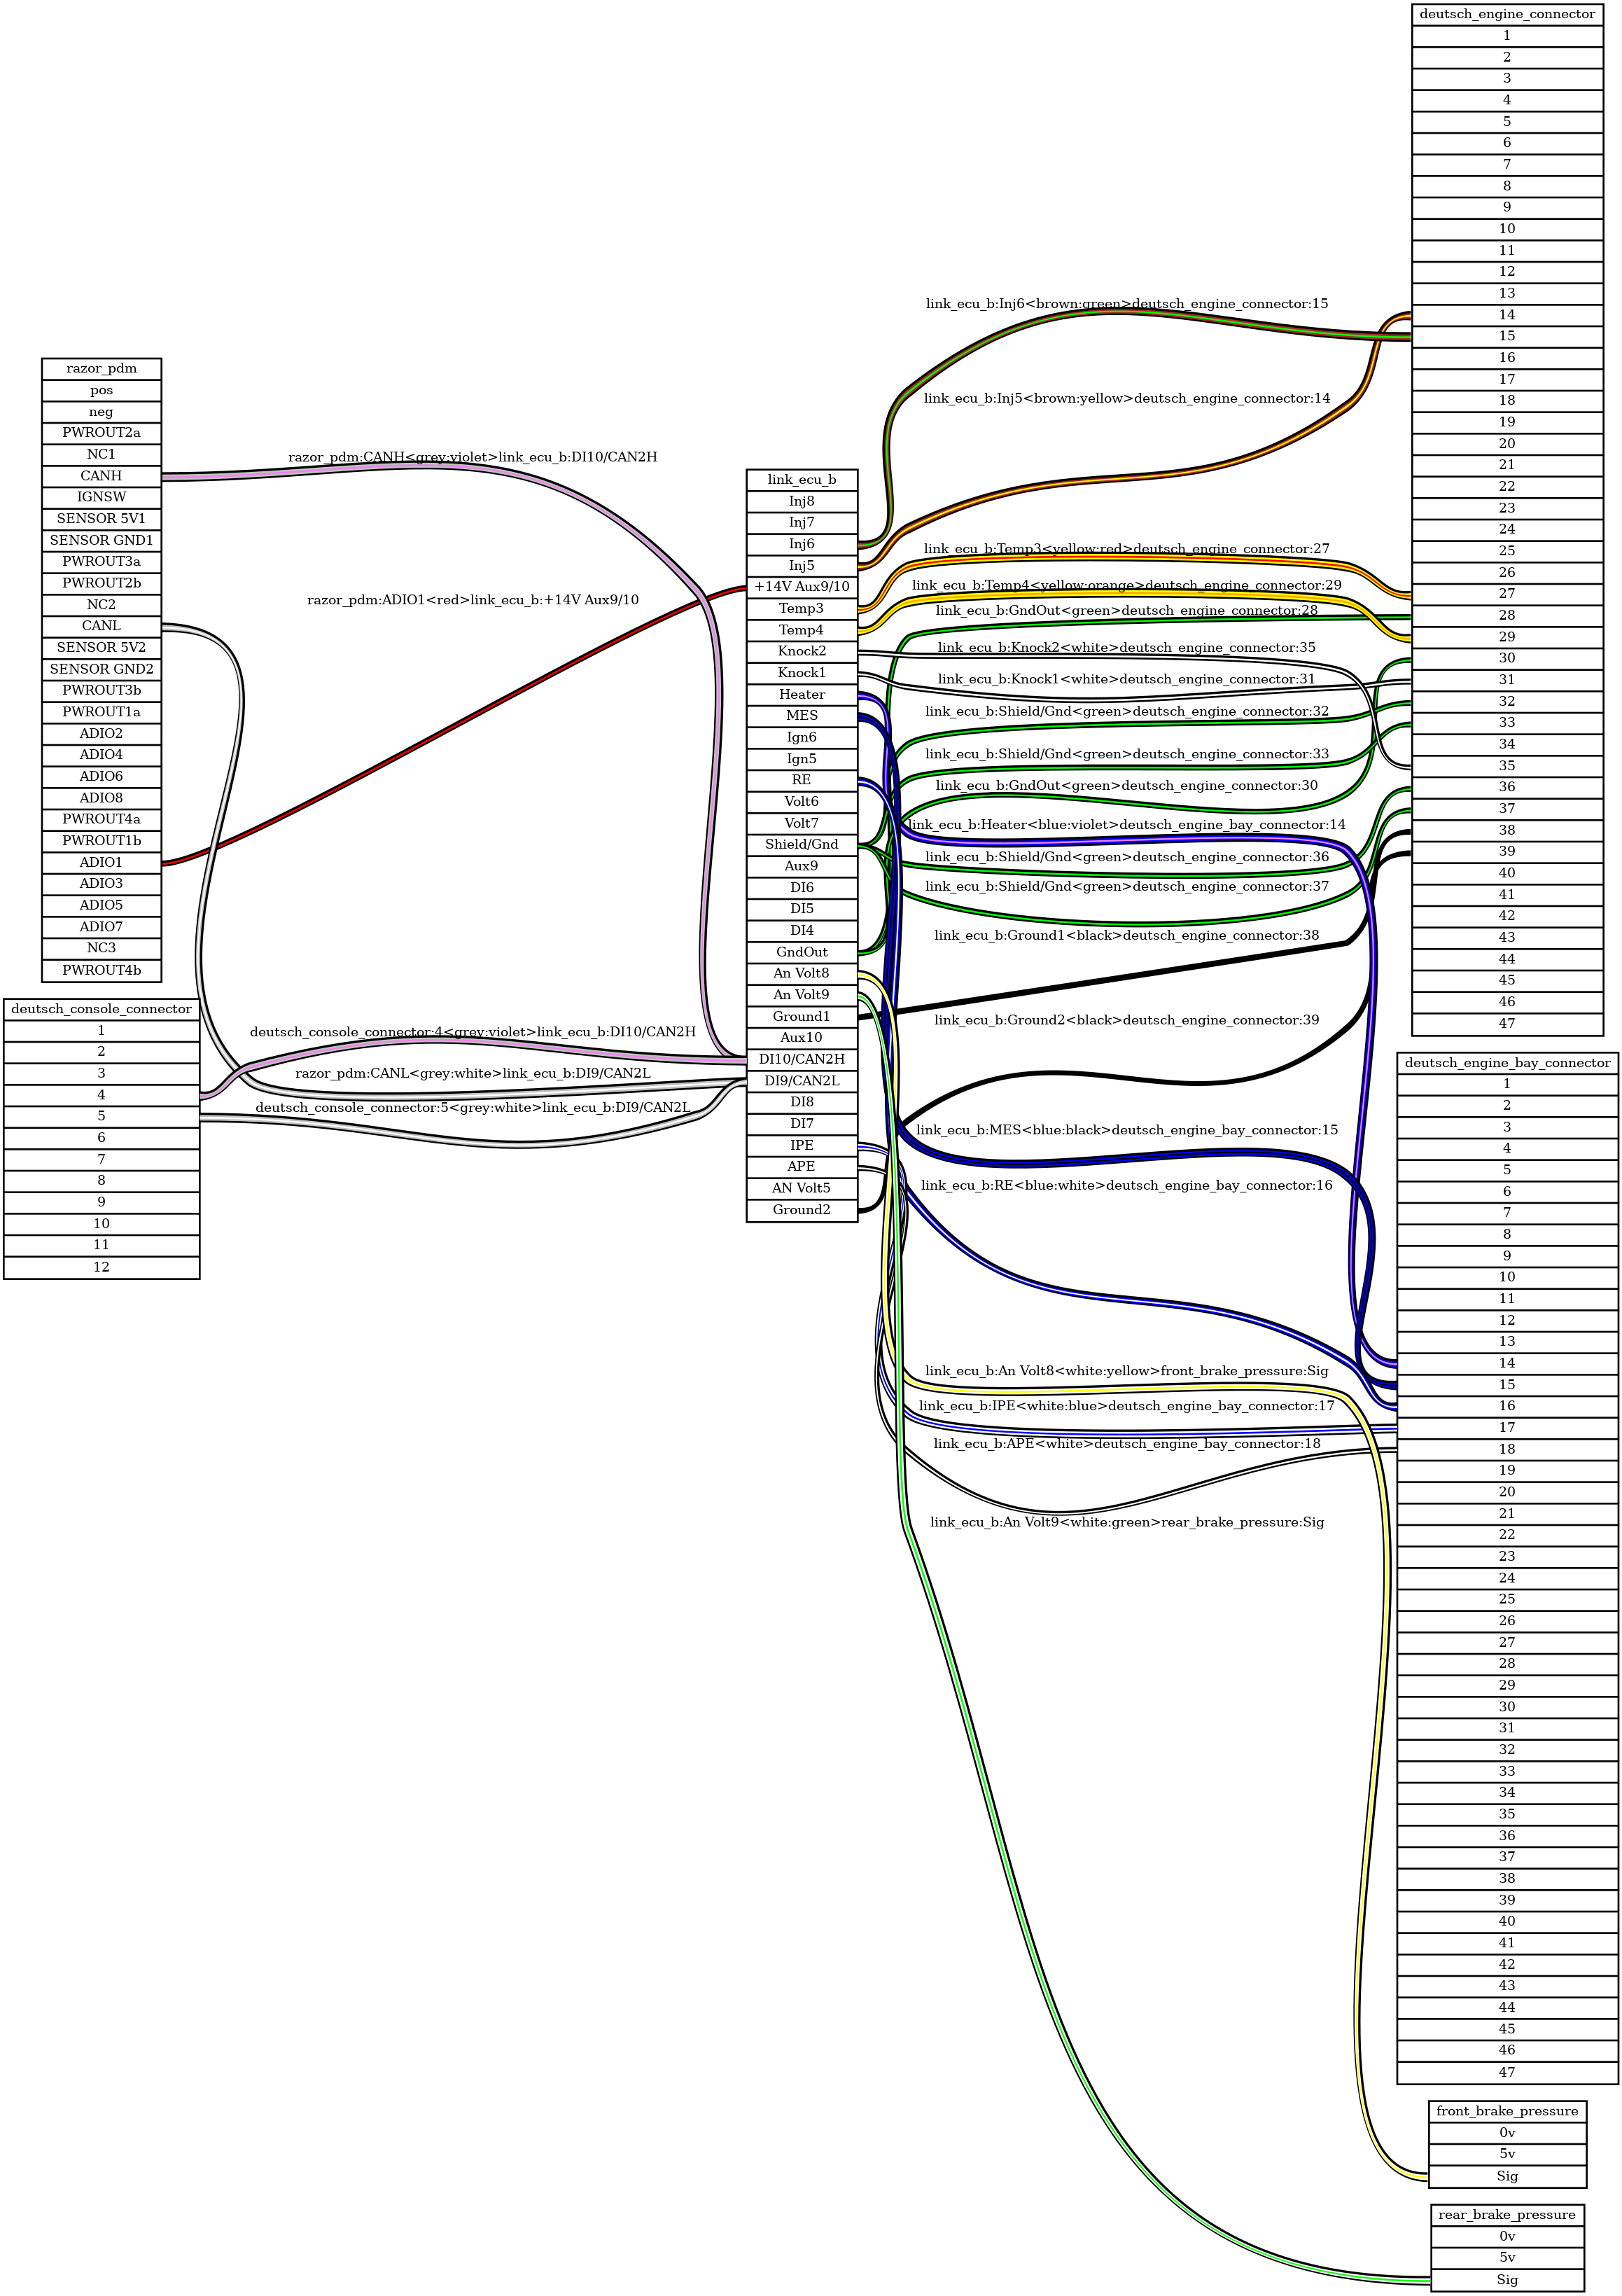 razor_pdm
pos
neg
PWROUT2a
NC1
CANH
IGNSW
SENSOR 5V1
SENSOR GND1
PWROUT3a
PWROUT2b
NC2
CANL
SENSOR 5V2
SENSOR GND2
PWROUT3b
PWROUT1a
ADIO2
ADIO4
ADIO6
ADIO8
PWROUT4a
PWROUT1b
ADIO1
ADIO3
ADIO5
ADIO7
NC3
PWROUT4b
deutsch_console_connector
1
2
3
4
5
6
7
8
9
10
11
12
razor_pdm:CANH<grey:violet>link_ecu_b:DI10/CAN2H
razor_pdm:ADIO1<red>link_ecu_b:+14V Aux9/10
deutsch_console_connector:4<grey:violet>link_ecu_b:DI10/CAN2H
razor_pdm:CANL<grey:white>link_ecu_b:DI9/CAN2L
deutsch_console_connector:5<grey:white>link_ecu_b:DI9/CAN2L
link_ecu_b
Inj8
Inj7
Inj6
Inj5
+14V Aux9/10
Temp3
Temp4
Knock2
Knock1
Heater
MES
Ign6
Ign5
RE
Volt6
Volt7
Shield/Gnd
Aux9
DI6
DI5
DI4
GndOut
An Volt8
An Volt9
Ground1
Aux10
DI10/CAN2H
DI9/CAN2L
DI8
DI7
IPE
APE
AN Volt5
Ground2
link_ecu_b:Inj6<brown:green>deutsch_engine_connector:15
link_ecu_b:Inj5<brown:yellow>deutsch_engine_connector:14
link_ecu_b:Temp3<yellow:red>deutsch_engine_connector:27
link_ecu_b:Temp4<yellow:orange>deutsch_engine_connector:29
link_ecu_b:GndOut<green>deutsch_engine_connector:28
link_ecu_b:Knock2<white>deutsch_engine_connector:35
link_ecu_b:Knock1<white>deutsch_engine_connector:31
link_ecu_b:Shield/Gnd<green>deutsch_engine_connector:32
link_ecu_b:Shield/Gnd<green>deutsch_engine_connector:33
link_ecu_b:GndOut<green>deutsch_engine_connector:30
link_ecu_b:Heater<blue:violet>deutsch_engine_bay_connector:14
link_ecu_b:Shield/Gnd<green>deutsch_engine_connector:36
link_ecu_b:Shield/Gnd<green>deutsch_engine_connector:37
link_ecu_b:Ground1<black>deutsch_engine_connector:38
link_ecu_b:Ground2<black>deutsch_engine_connector:39
link_ecu_b:MES<blue:black>deutsch_engine_bay_connector:15
link_ecu_b:RE<blue:white>deutsch_engine_bay_connector:16
link_ecu_b:An Volt8<white:yellow>front_brake_pressure:Sig
link_ecu_b:IPE<white:blue>deutsch_engine_bay_connector:17
link_ecu_b:APE<white>deutsch_engine_bay_connector:18
link_ecu_b:An Volt9<white:green>rear_brake_pressure:Sig
deutsch_engine_connector
1
2
3
4
5
6
7
8
9
10
11
12
13
14
15
16
17
18
19
20
21
22
23
24
25
26
27
28
29
30
31
32
33
34
35
36
37
38
39
40
41
42
43
44
45
46
47
deutsch_engine_bay_connector
1
2
3
4
5
6
7
8
9
10
11
12
13
14
15
16
17
18
19
20
21
22
23
24
25
26
27
28
29
30
31
32
33
34
35
36
37
38
39
40
41
42
43
44
45
46
47
front_brake_pressure
0v
5v
Sig
rear_brake_pressure
0v
5v
Sig